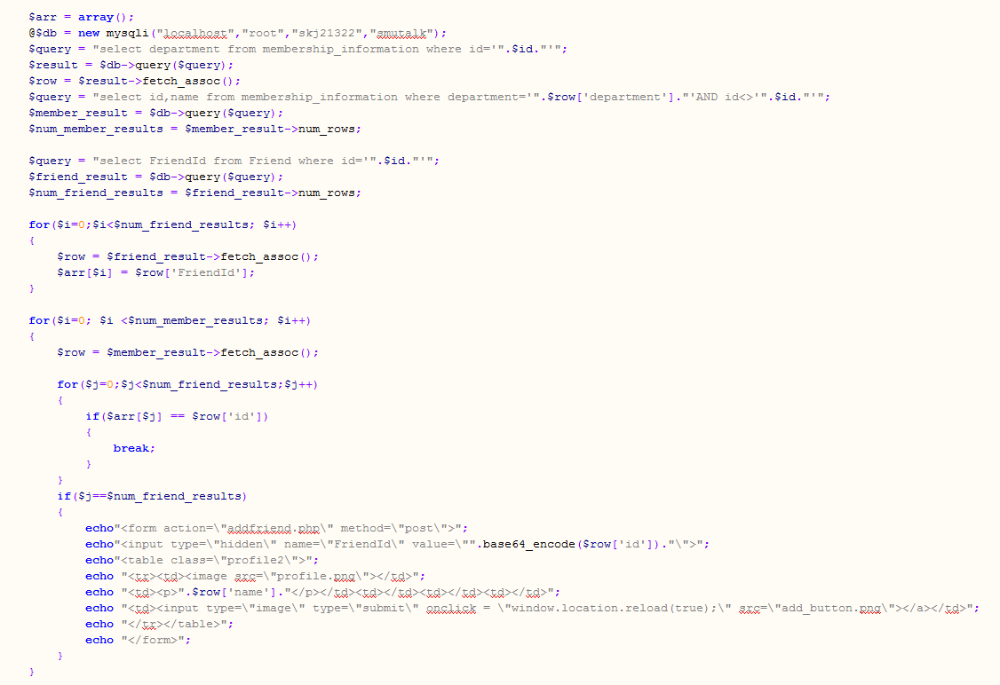 $arr = array();
@$db = new mysqli("localhost","root","skj21322","smutalk");
$query = "select department from membership_information where id='".$id."'";
$result = $db->query($query);
$row = $result->fetch_assoc();
$query = "select id,name from membership_information where department='".$row['department']."'AND id<>'".$id."'";
$member_result = $db->query($query);
$num_member_results = $member_result->num_rows;
$query = "select FriendId from Friend where id='".$id."'";
$friend_result = $db->query($query);
$num_friend_results = $friend_result->num_rows;
for($i=0;$i<$num_friend_results; $i++)
{
$row = $friend_result->fetch_assoc();
$arr[$i] = $row['FriendId'];
}
for($i=0; $i <$num_member_results; $i++)
{
$row = $member_result->fetch_assoc();
for($j=0;$j<$num_friend_results;$j++)
{
if($arr[$j] == $row['id'])
{
break;
}
}
if($j==$num_friend_results)
{
echo"<form action=\"addfriend.php\" method=\"post\">";
echo"<input type=\"hidden\" name=\"FriendId\" value=\"".base64_encode($row['id'])."\">";
echo"<table class=\"profile2\">";
echo "<tr><td><image src=\"profile.png\"></td>";
echo "<td><p>".$row['name']."</p></td><td></td><td></td><td></td>";
echo "<td><input type=\"image\" type=\"submit\" onclick = \"window.location.reload(true);\" src=\"add_button.png\"></a></td>";
echo "</tr></table>";
echo "</form>";
}
}